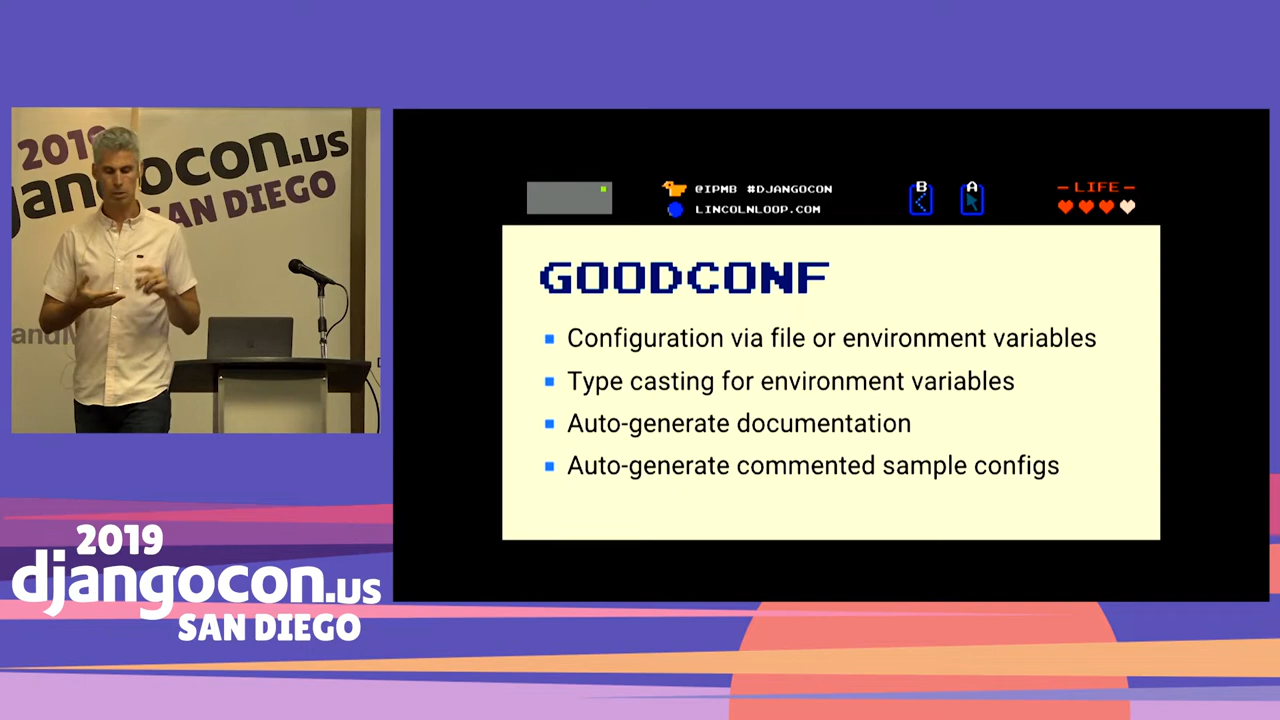 2019
djangocon.us
SAN DIEGO
@IPMB #DJANGOCON
LINCOLNLOOP.COM
B
A
— LIFE —
GOODCONF
Configuration via file or environment variables
Type casting for environment variables
Auto-generate documentation
Auto-generate commented sample configs
2019
djangocon.us
SAN DIEGO